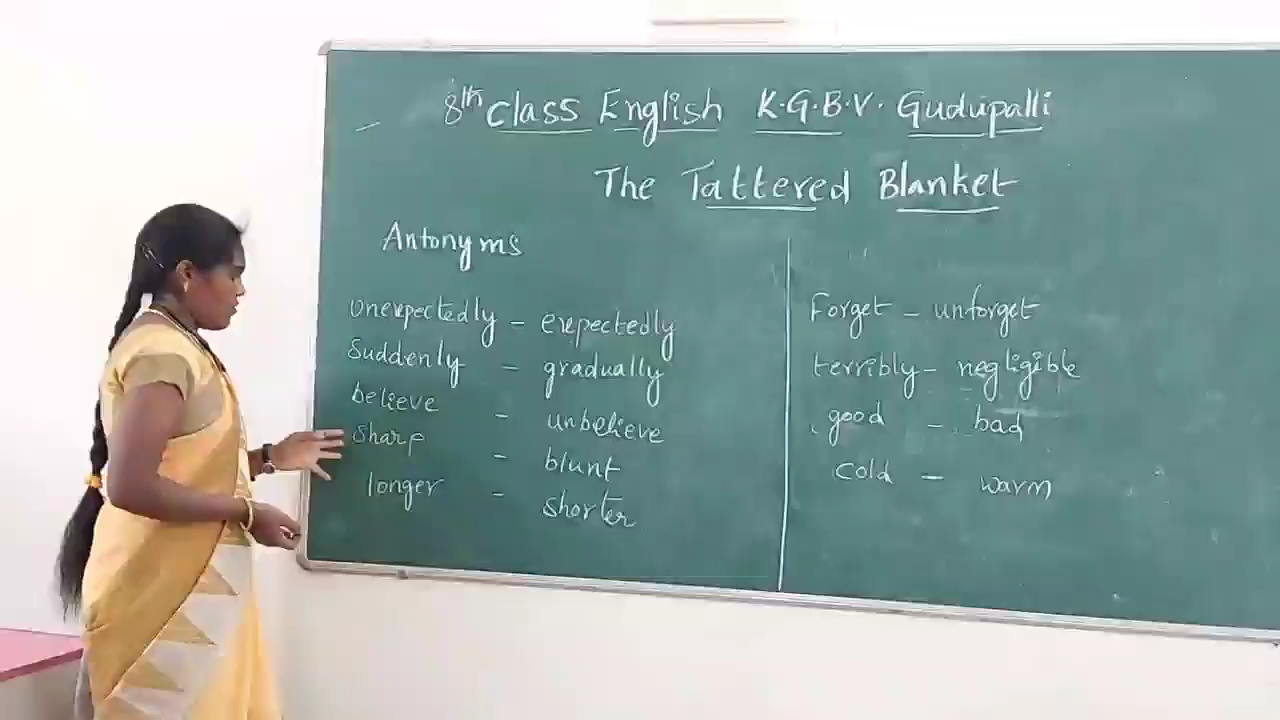 8th class English K.G.B.V. Gudupalli
The Tattered Blanket
Antonyms
Unexpectedly - expectedly
Suddenly - gradually
believe - unbelieve
Sharp - blunt
longer - shorter
Forget - unforget
terribly - negligible
good - bad
cold - warm